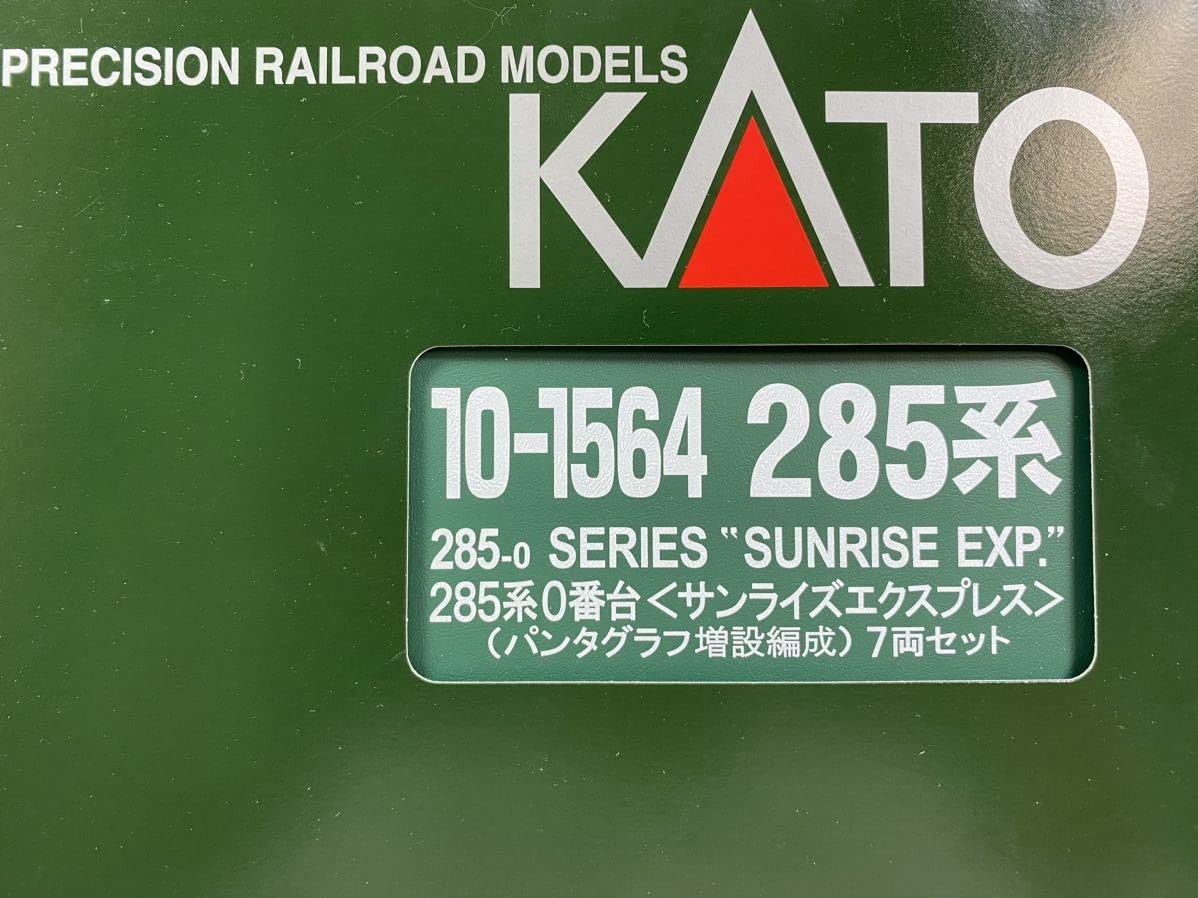 PRECISION RAILROAD MODELS
KATO
10-1564 285系
285-0 SERIES “SUNRISE EXP.”
285系0番台<サンライズエクスプレス>
(パンタグラフ増設編成) 7両セット